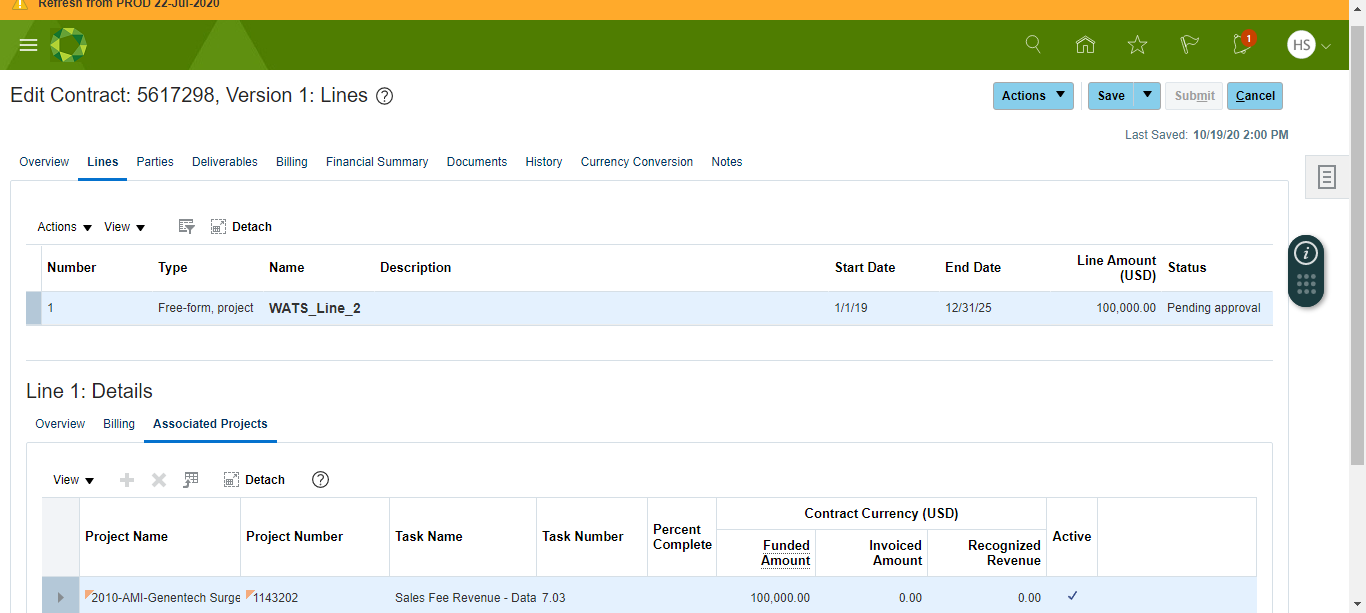 Refresh from PROD 22-Jul-2020
1
HS
Edit Contract: 5617298, Version 1: Lines ?
Actions Save Submit Cancel
Last Saved: 10/19/20 2:00 PM
Overview Lines Parties Deliverables Billing Financial Summary Documents History Currency Conversion Notes
Actions View Detach
Number Type Name Description Start Date End Date Line Amount (USD) Status
1 Free-form, project WATS_Line_2 1/1/19 12/31/25 100,000.00 Pending approval
i
Line 1: Details
Overview Billing Associated Projects
View Detach ?
Project Name Project Number Task Name Task Number Percent Complete Contract Currency (USD) Active
Funded Amount Invoiced Amount Recognized Revenue
2010-AMI-Genentech Surge 1143202 Sales Fee Revenue - Data 7.03 100,000.00 0.00 0.00